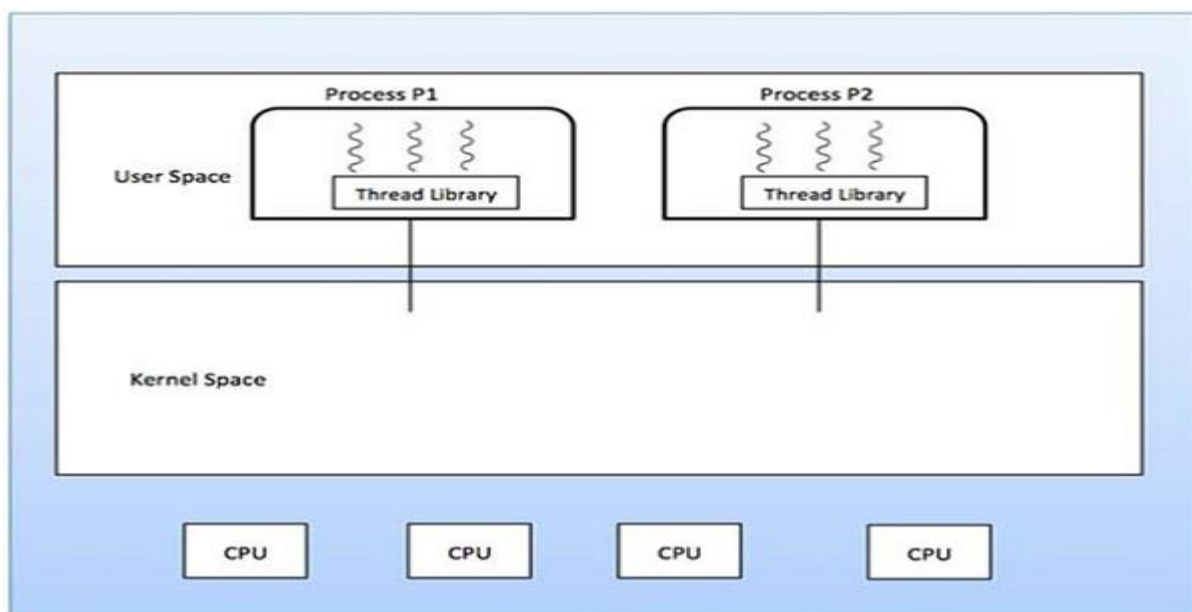 Process P1
Process P2
User Space
Thread Library
Thread Library
Kernel Space
CPU
CPU
CPU
CPU